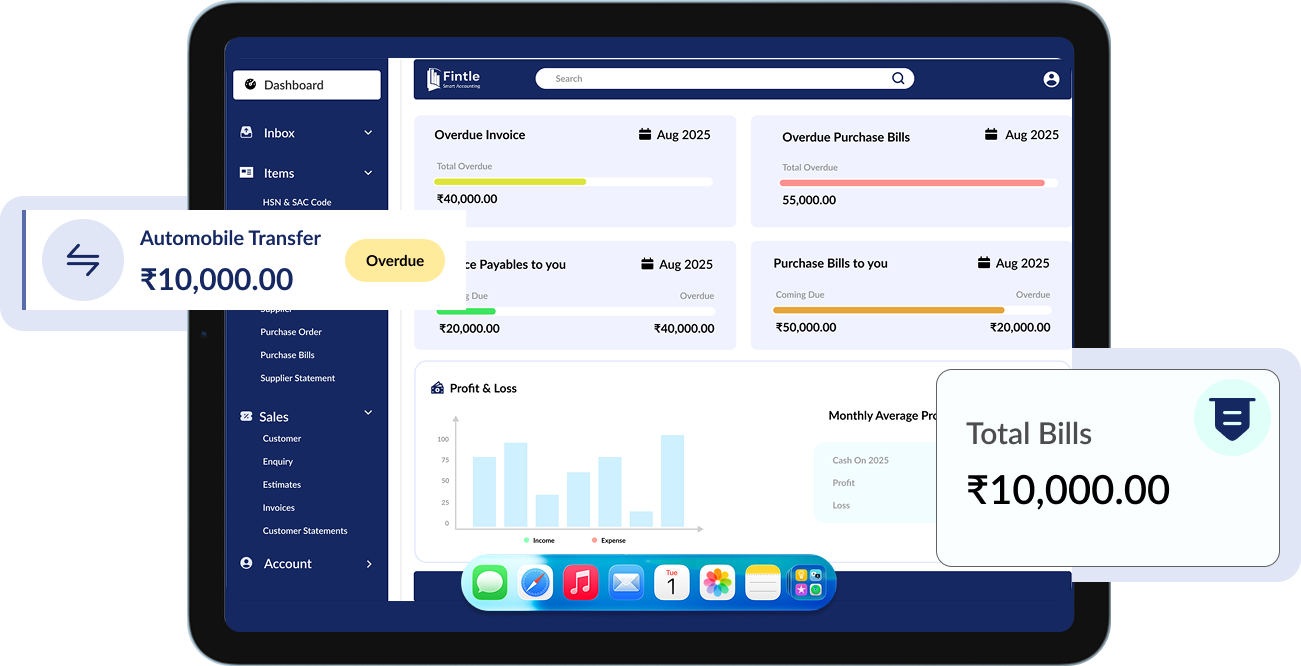 Dashboard
Inbox
Items
HSN & SAC Code
Automobile Transfer
₹10,000.00
Overdue
Purchase Order
Purchase Bills
Supplier Statement
Sales
Customer
Enquiry
Estimates
Invoices
Customer Statements
Account
Fintle
Smart Accounting
Search
Overdue Invoice
Aug 2025
Total Overdue
₹40,000.00
Overdue Purchase Bills
Aug 2025
Total Overdue
55,000.00
ce Payables to you
Aug 2025
g Due
Overdue
₹20,000.00
₹40,000.00
Purchase Bills to you
Aug 2025
Coming Due
Overdue
₹50,000.00
₹20,000.00
Profit & Loss
100
75
50
25
0
Income
Expense
Monthly Average Pro
Cash On 2025
Profit
Loss
Total Bills
₹10,000.00
Tue
1